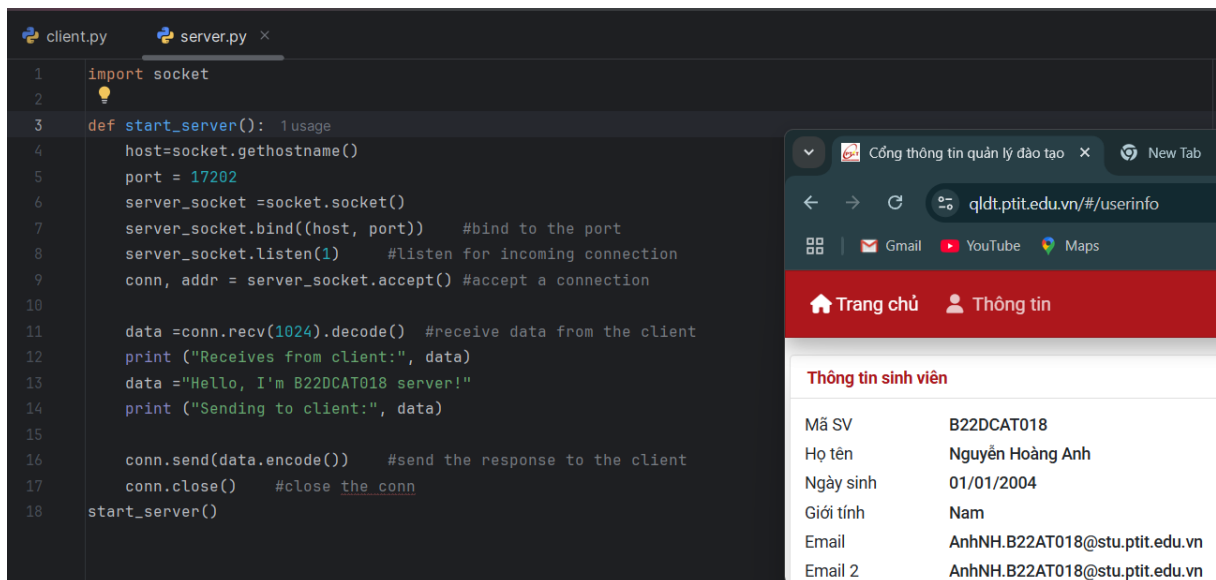 client.py
server.py
1 import socket
2
3 def start_server(): 1 usage
4 host=socket.gethostname()
5 port = 17202
6 server_socket =socket.socket()
7 server_socket.bind((host, port)) #bind to the port
8 server_socket.listen(1) #listen for incoming connection
9 conn, addr = server_socket.accept() #accept a connection
10
11 data =conn.recv(1024).decode() #receive data from the client
12 print ("Receives from client:", data)
13 data ="Hello, I'm B22DCAT018 server!"
14 print ("Sending to client:", data)
15
16 conn.send(data.encode()) #send the response to the client
17 conn.close() #close the conn
18 start_server()
Cổng thông tin quản lý đào tạo
New Tab
qldt.ptit.edu.vn/#/userinfo
Gmail YouTube Maps
Trang chủ Thông tin
Thông tin sinh viên
Mã SV B22DCAT018
Họ tên Nguyễn Hoàng Anh
Ngày sinh 01/01/2004
Giới tính Nam
Email AnhNH.B22AT018@stu.ptit.edu.vn
Email 2 AnhNH.B22AT018@stu.ptit.edu.vn